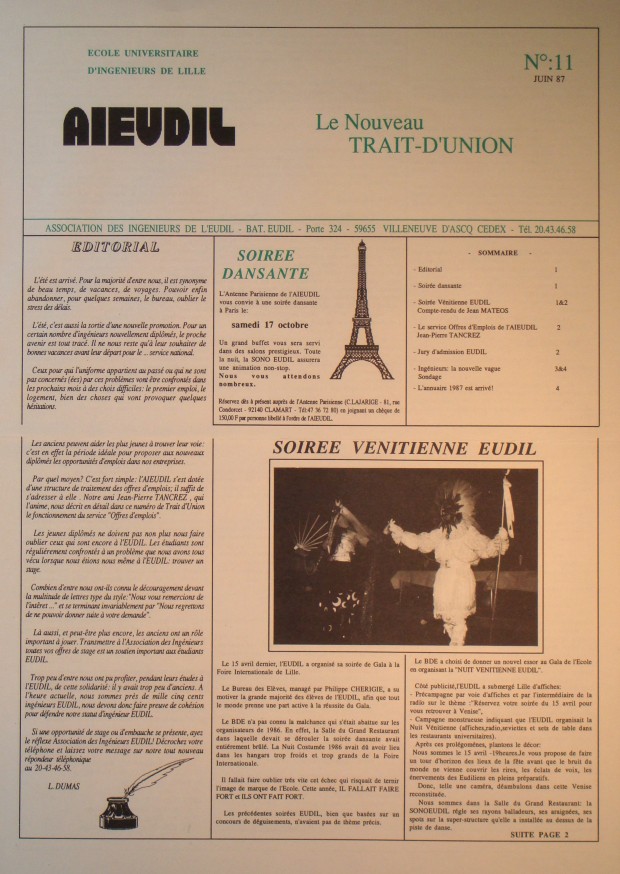 ECOLE UNIVERSITAIRE
D'INGENIEURS DE LILLE
N°:11
JUIN 87
AIEUDIL
Le Nouveau
TRAIT-D'UNION
ASSOCIATION DES INGENIEURS DE L'EUDIL - BAT. EUDIL - Porte 324 - 59655 VILLENEUVE D'ASCQ CEDEX - Tél. 20.43.46.58
EDITORIAL
L'été est arrivé. Pour la majorité d'entre nous, il est synonyme
de beau temps, de vacances, de voyages. Pouvoir enfin
abandonner, pour quelques semaines, le bureau, oublier le
stress des délais.
L'été, c'est aussi la sortie d'une nouvelle promotion. Pour un
certain nombre d'ingénieurs nouvellement diplômés, le proche
avenir est tout tracé. Il ne nous reste qu'à leur souhaiter de
bonnes vacances avant leur départ pour le ... service national.
Ceux pour qui l'uniforme appartient au passé ou qui ne sont
pas concernés (ées) par ces problèmes vont être confrontés dans
les prochains mois à des choix difficiles: le premier emploi, le
logement, bien des choses qui vont provoquer quelques
hésitations.
SOIREE
DANSANTE
L'Antenne Parisienne de l'AIEUDIL
vous convie à une soirée dansante
à Paris le:
samedi 17 octobre
Un grand buffet vous sera servi
dans des salons prestigieux. Toute
la nuit, la SONO EUDIL assurera
une animation non-stop.
Nous vous attendons
nombreux.
Réservez dès à présent auprès de l'Antenne Parisienne (C.LAJARIGE - 81, rue
Condorcet - 92140 CLAMART - Tél:47 36 72 80) en joignant un chèque de
150,00 F par personne libellé à l'ordre de l'AIEUDIL.
- SOMMAIRE -
- Editorial 1
- Soirée dansante 1
- Soirée Vénitienne EUDIL 1&2
Compte-rendu de Jean MATEOS
- Le service Offres d'Emplois de l'AIEUDIL 2
Jean-Pierre TANCREZ
- Jury d'admission EUDIL 2
- Ingénieurs: la nouvelle vague 3&4
Sondage
- L'annuaire 1987 est arrivé! 4
Les anciens peuvent aider les plus jeunes à trouver leur voie:
c'est en effet la période idéale pour proposer aux nouveaux
diplômés les opportunités d'emplois dans nos entreprises.
Par quel moyen? C'est fort simple: l'AIEUDIL s'est dotée
d'une structure de traitement des offres d'emplois; il suffit de
s'adresser à elle . Notre ami Jean-Pierre TANCREZ , qui
l'anime, nous décrit en détail dans ce numéro de Trait d'Union
le fonctionnement du service "Offres d'emplois".
Les jeunes diplômés ne doivent pas non plus nous faire
oublier ceux qui sont encore à l'EUDIL. Les étudiants sont
régulièrement confrontés à un problème que nous avons tous
vécu lorsque nous étions nous même à l'EUDIL: trouver un
stage.
Combien d'entre nous ont-ils connu le découragement devant
la multitude de lettres type du style:"Nous vous remercions de
l'intéret ..." et se terminant invariablement par "Nous regrettons
de ne pouvoir donner suite à votre demande".
Là aussi, et peut-être plus encore, les anciens ont un rôle
important à jouer. Transmettre à l'Association des Ingénieurs
toutes vos offres de stage est un soutien important aux étudiants
EUDIL.
Trop peu d'entre nous ont pu profiter, pendant leurs études à
l'EUDIL, de cette solidarité: il y avait trop peu d'anciens. A
l'heure actuelle, nous sommes près de mille cinq cents
ingénieurs EUDIL, nous devons donc faire preuve de cohésion
pour défendre notre statut d'ingénieur EUDIL.
Si une opportunité de stage ou d'embauche se présente, ayez
le réflexe Association des Ingénieurs EUDIL! Décrochez votre
téléphone et laissez votre message sur notre tout nouveau
répondeur téléphonique
au 20-43-46-58.
L. DUMAS
SOIREE VENITIENNE EUDIL
Le 15 avril dernier, l'EUDIL a organisé sa soirée de Gala à la
Foire Internationale de Lille.
Le Bureau des Elèves, managé par Philippe CHERIGIE, a su
motiver la grande majorité des élèves de l'EUDIL, afin que tout
le monde prenne une part active à la réussite du Gala.
Le BDE n'a pas connu la malchance qui s'était abattue sur les
organisateurs de 1986. En effet, la Salle du Grand Restaurant
dans laquelle devait se dérouler la soirée dansante avait
entièrement brûlé. La Nuit Costumée 1986 avait dû avoir lieu
dans les hangars trop froids et trop grands de la Foire
Internationale.
Il fallait faire oublier très vite cet échec qui risquait de ternir
l'image de marque de l'Ecole. Cette année, IL FALLAIT FAIRE
FORT et ILS ONT FAIT FORT.
Les précédentes soirées EUDIL, bien que basées sur un
concours de déguisements, n'avaient pas de thème précis.
Le BDE a choisi de donner un nouvel essor au Gala de l'Ecole
en organisant la "NUIT VENITIENNE EUDIL".
Côté publicité,l'EUDIL a submergé Lille d'affiches:
- Précampagne par voie d'affiches et par l'intermédiaire de la
radio sur le thème :"Réservez votre soirée du 15 avril pour
vous retrouver à Venise",
- Campagne monstrueuse indiquant que l'EUDIL organisait la
Nuit Vénitienne (affiches,radio,serviettes et sets de table dans
les restaurants universitaires).
Après ces prolégomènes, plantons le décor:
Nous sommes le 15 avril -19heures.Je vous propose de faire
un tour d'horizon des lieux de la fête avant que le bruit du
monde ne vienne couvrir les rires, les éclats de voix, les
énervements des Eudiliens en pleins préparatifs.
Donc, telle une caméra, déambulons dans cette Venise
reconstituée.
Nous sommes dans la Salle du Grand Restaurant: la
SONOEUDIL règle ses rayons balladeurs, ses araignées, ses
spots sur la super-structure qu'elle a installée au dessus de la
piste de danse.
SUITE PAGE 2